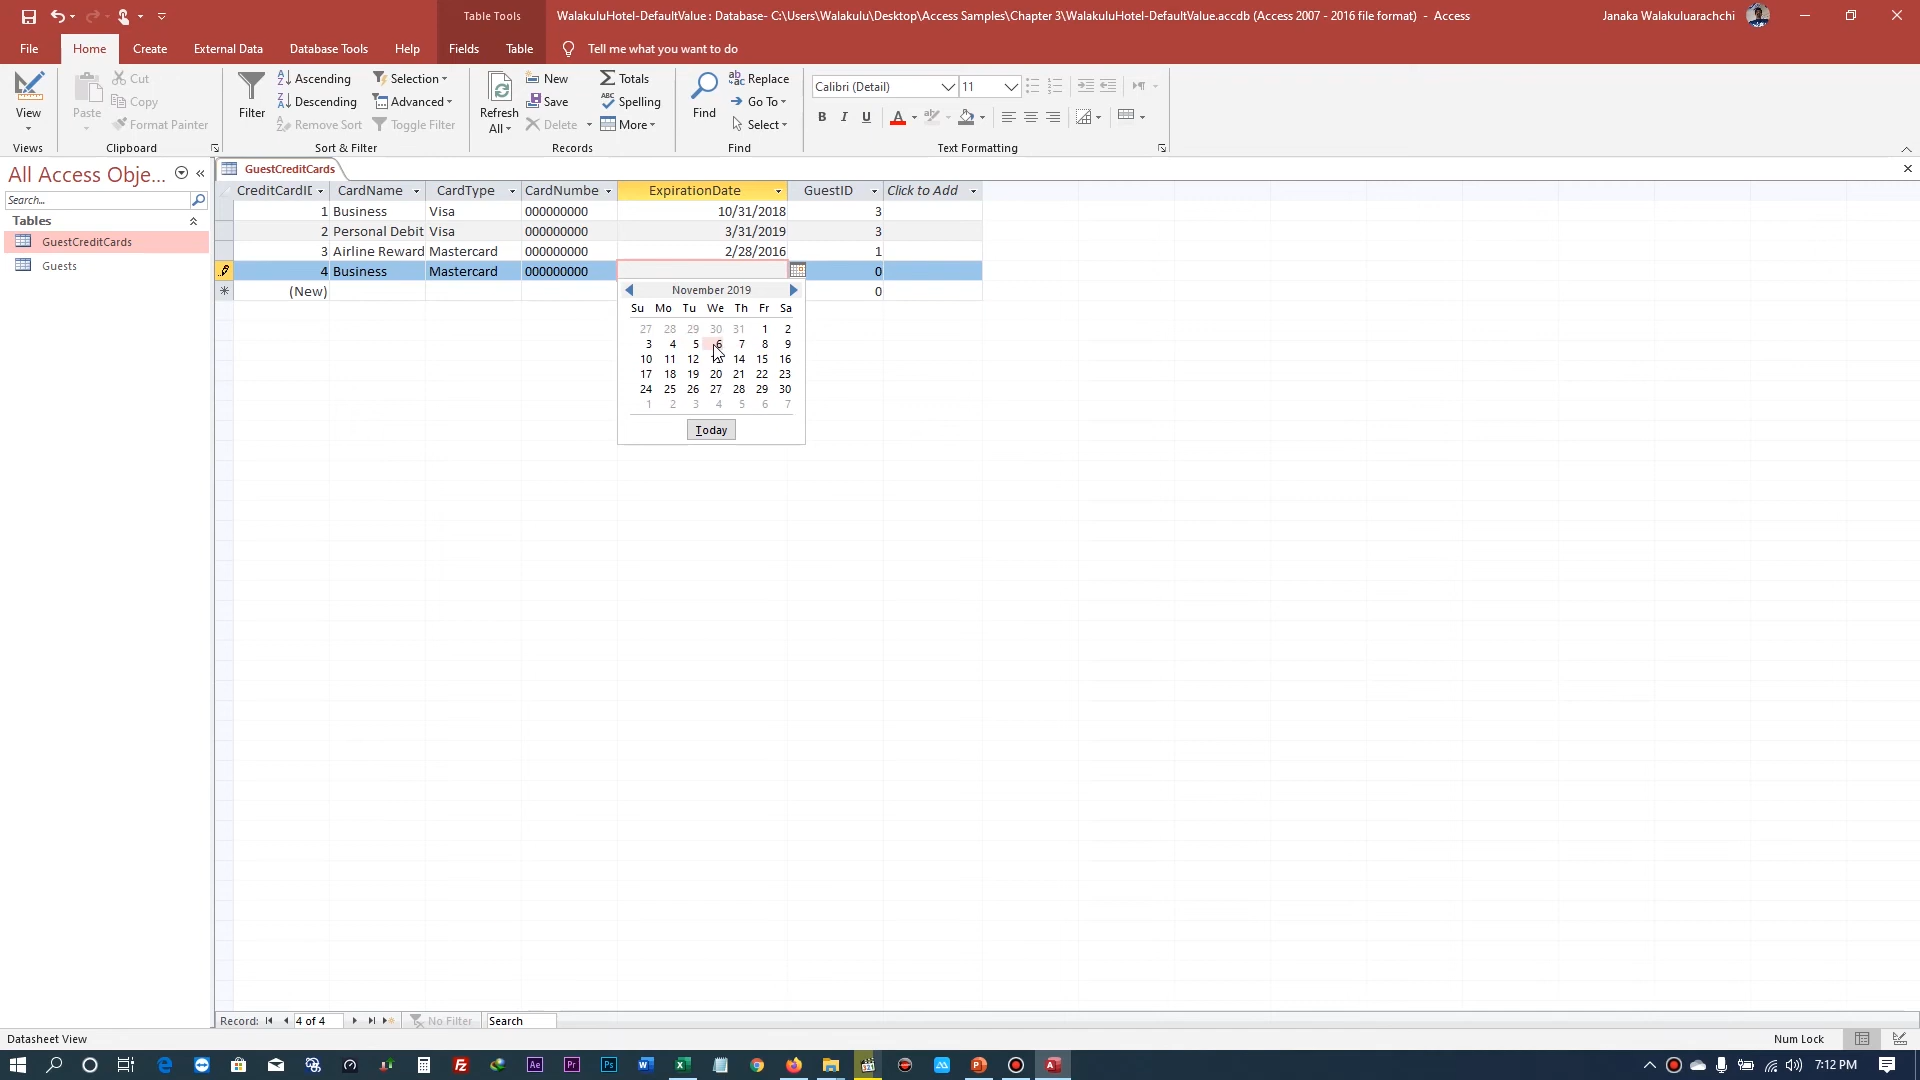 Table Tools
WalakuluHotel-DefaultValue : Database- C:\Users\Walakulu\Desktop\Access Samples\Chapter 3\WalakuluHotel-DefaultValue.accdb (Access 2007 - 2016 file format) - Access
Janaka Walakuluarachchi
File Home Create External Data Database Tools Help Fields Table Tell me what you want to do
View
Views
Paste
Cut
Copy
Format Painter
Clipboard
Filter
Ascending
Descending
Remove Sort
Selection
Advanced
Toggle Filter
Sort & Filter
Refresh
All
New
Save
Delete
Totals
Spelling
More
Records
Find
Replace
Go To
Select
Find
Calibri (Detail) 11
B I U A
Text Formatting
All Access Obje...
Search...
Tables
GuestCreditCards
Guests
GuestCreditCards
CreditCardID CardName CardType CardNumbe ExpirationDate GuestID Click to Add
1 Business Visa 000000000 10/31/2018 3
2 Personal Debit Visa 000000000 3/31/2019 3
3 Airline Reward Mastercard 000000000 2/28/2016 1
4 Business Mastercard 000000000 0
(New) 0
November 2019
Su Mo Tu We Th Fr Sa
27 28 29 30 31 1 2
3 4 5 6 7 8 9
10 11 12 13 14 15 16
17 18 19 20 21 22 23
24 25 26 27 28 29 30
1 2 3 4 5 6 7
Today
Record: 4 of 4 No Filter Search
Datasheet View
Num Lock
7:12 PM